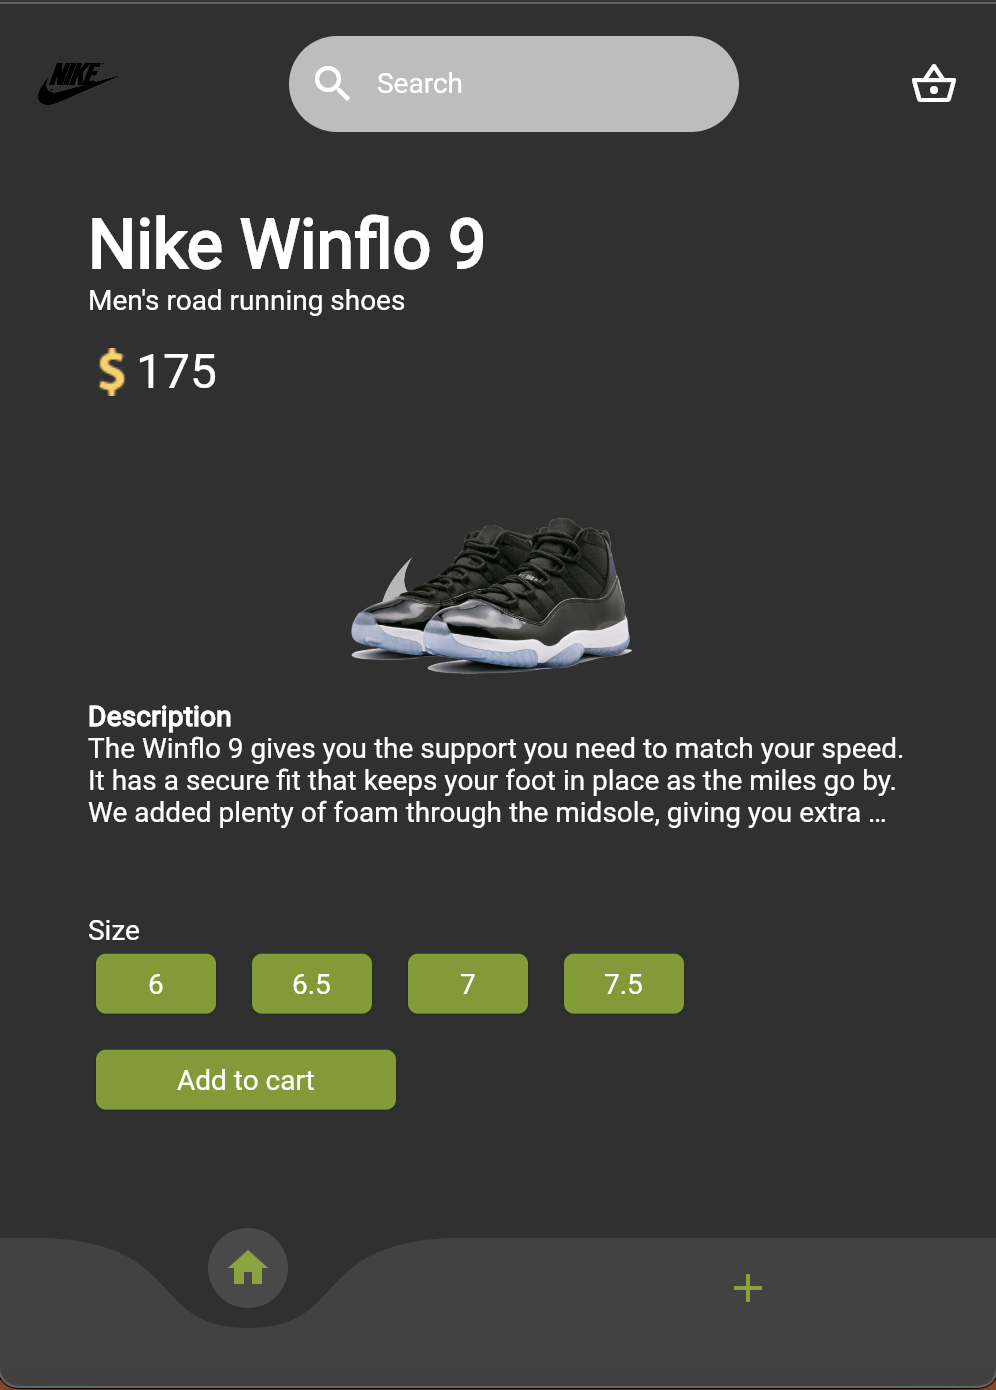 NIKE
Search
Nike Winflo 9
Men's road running shoes
$ 175
Description
The Winflo 9 gives you the support you need to match your speed.
It has a secure fit that keeps your foot in place as the miles go by.
We added plenty of foam through the midsole, giving you extra ...
Size
6 6.5 7 7.5
Add to cart